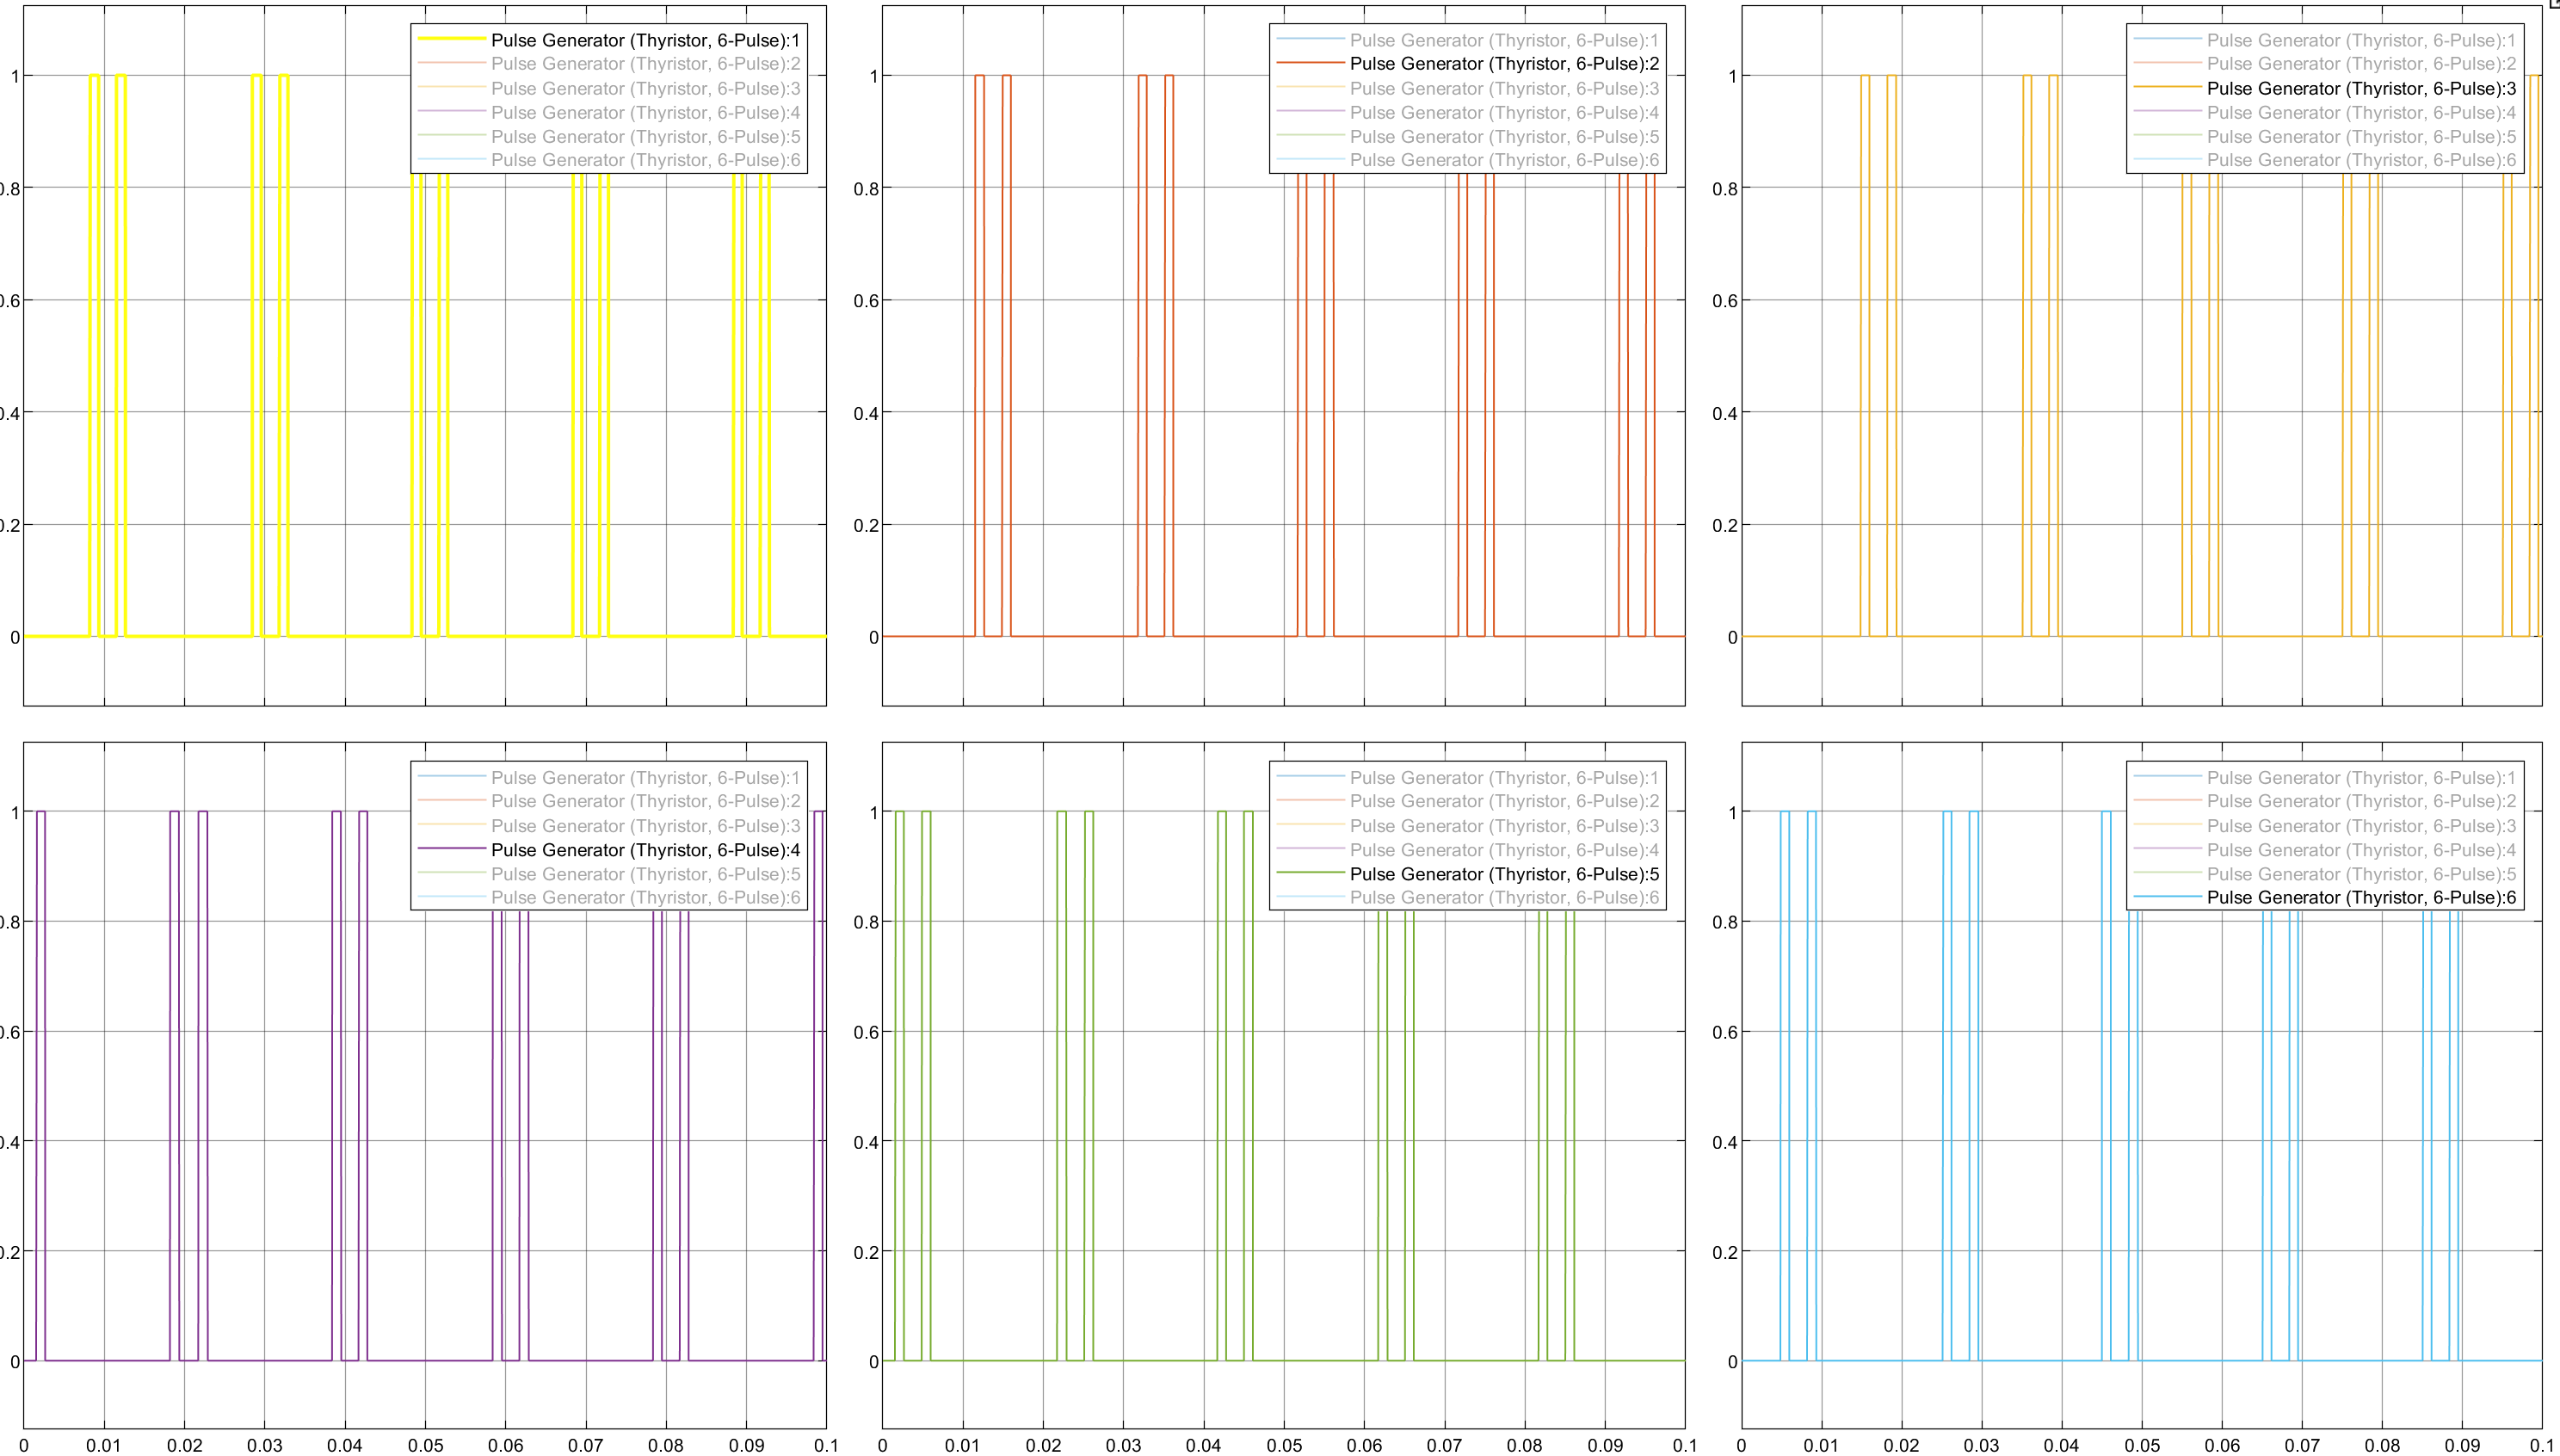 Pulse Generator (Thyristor, 6-Pulse):1
Pulse Generator (Thyristor, 6-Pulse):2
Pulse Generator (Thyristor, 6-Pulse):3
Pulse Generator (Thyristor, 6-Pulse):4
Pulse Generator (Thyristor, 6-Pulse):5
Pulse Generator (Thyristor, 6-Pulse):6
1
0.8
0.6
0.4
0.2
0
Pulse Generator (Thyristor, 6-Pulse):1
Pulse Generator (Thyristor, 6-Pulse):2
Pulse Generator (Thyristor, 6-Pulse):3
Pulse Generator (Thyristor, 6-Pulse):4
Pulse Generator (Thyristor, 6-Pulse):5
Pulse Generator (Thyristor, 6-Pulse):6
1
0.8
0.6
0.4
0.2
0
Pulse Generator (Thyristor, 6-Pulse):1
Pulse Generator (Thyristor, 6-Pulse):2
Pulse Generator (Thyristor, 6-Pulse):3
Pulse Generator (Thyristor, 6-Pulse):4
Pulse Generator (Thyristor, 6-Pulse):5
Pulse Generator (Thyristor, 6-Pulse):6
1
0.8
0.6
0.4
0.2
0
Pulse Generator (Thyristor, 6-Pulse):1
Pulse Generator (Thyristor, 6-Pulse):2
Pulse Generator (Thyristor, 6-Pulse):3
Pulse Generator (Thyristor, 6-Pulse):4
Pulse Generator (Thyristor, 6-Pulse):5
Pulse Generator (Thyristor, 6-Pulse):6
1
0.8
0.6
0.4
0.2
0
0 0.01 0.02 0.03 0.04 0.05 0.06 0.07 0.08 0.09 0.1
Pulse Generator (Thyristor, 6-Pulse):1
Pulse Generator (Thyristor, 6-Pulse):2
Pulse Generator (Thyristor, 6-Pulse):3
Pulse Generator (Thyristor, 6-Pulse):4
Pulse Generator (Thyristor, 6-Pulse):5
Pulse Generator (Thyristor, 6-Pulse):6
1
0.8
0.6
0.4
0.2
0
0 0.01 0.02 0.03 0.04 0.05 0.06 0.07 0.08 0.09 0.1
Pulse Generator (Thyristor, 6-Pulse):1
Pulse Generator (Thyristor, 6-Pulse):2
Pulse Generator (Thyristor, 6-Pulse):3
Pulse Generator (Thyristor, 6-Pulse):4
Pulse Generator (Thyristor, 6-Pulse):5
Pulse Generator (Thyristor, 6-Pulse):6
1
0.8
0.6
0.4
0.2
0
0 0.01 0.02 0.03 0.04 0.05 0.06 0.07 0.08 0.09 0.1